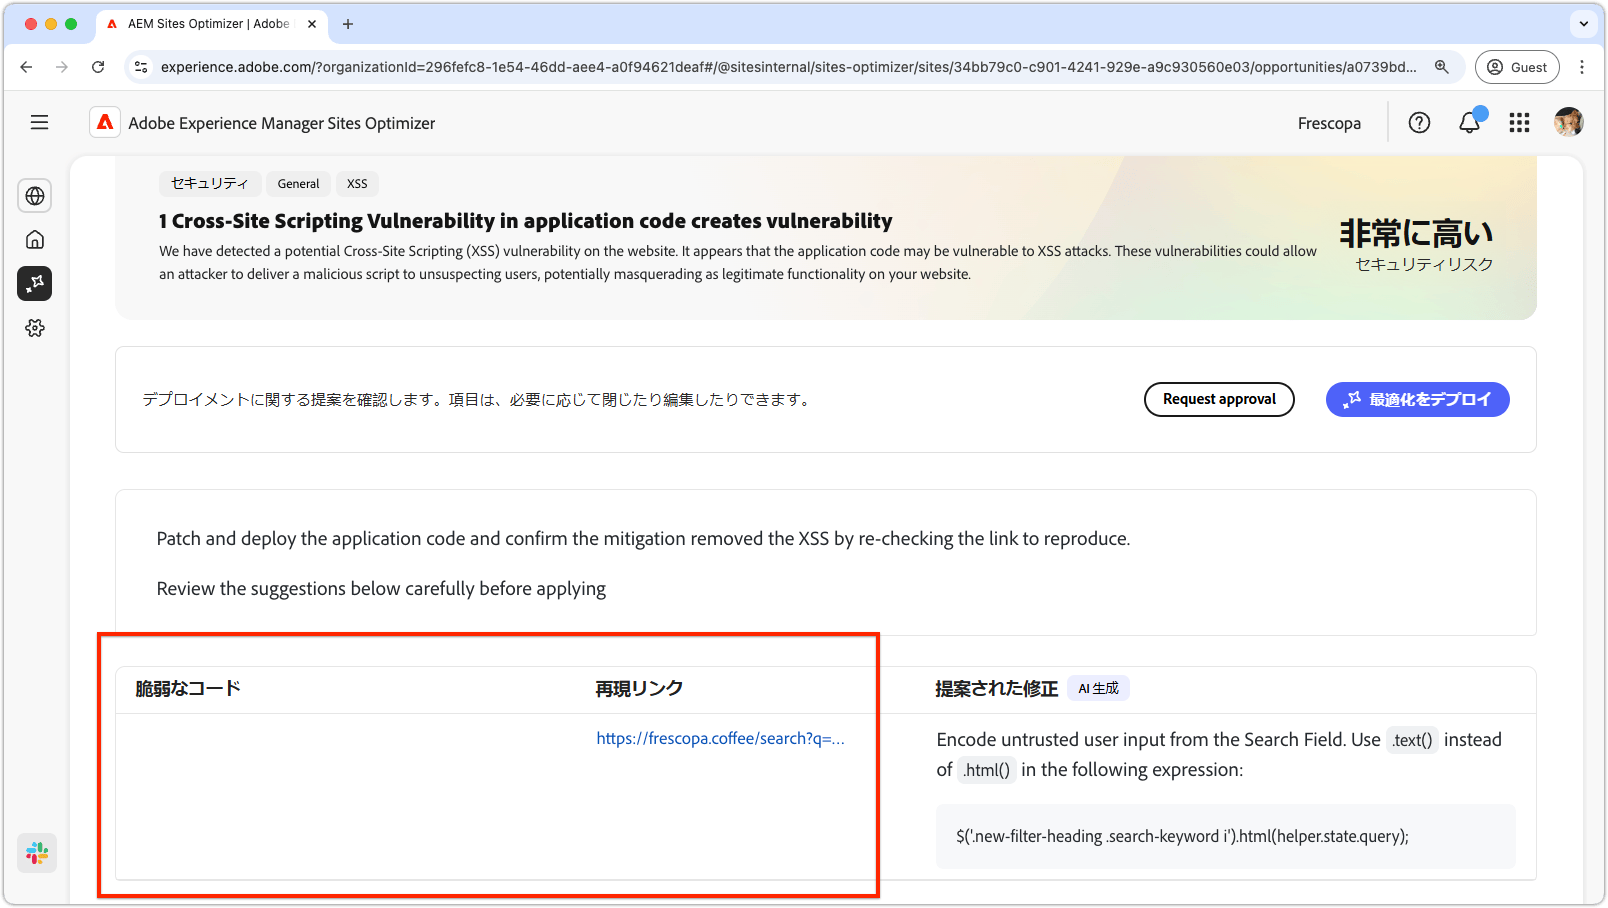 AEM Sites Optimizer | Adobe
experience.adobe.com/?organizationId=296fefc8-1e54-46dd-aee4-a0f94621deaf#/@sitesinternal/sites-optimizer/sites/34bb79c0-c901-4241-929e-a9c930560e03/opportunities/a0739bd...
Guest
Adobe Experience Manager Sites Optimizer
Frescopa
セキュリティ General XSS
1 Cross-Site Scripting Vulnerability in application code creates vulnerability
We have detected a potential Cross-Site Scripting (XSS) vulnerability on the website. It appears that the application code may be vulnerable to XSS attacks. These vulnerabilities could allow
an attacker to deliver a malicious script to unsuspecting users, potentially masquerading as legitimate functionality on your website.
非常に高い
セキュリティリスク
デプロイメントに関する提案を確認します。項目は、必要に応じて閉じたり編集したりできます。
Request approval
最適化をデプロイ
Patch and deploy the application code and confirm the mitigation removed the XSS by re-checking the link to reproduce.
Review the suggestions below carefully before applying
脆弱なコード 再現リンク 提案された修正 AI 生成
https://frescopa.coffee/search?q=...
Encode untrusted user input from the Search Field. Use .text() instead
of .html() in the following expression:
$('.new-filter-heading .search-keyword i').html(helper.state.query);